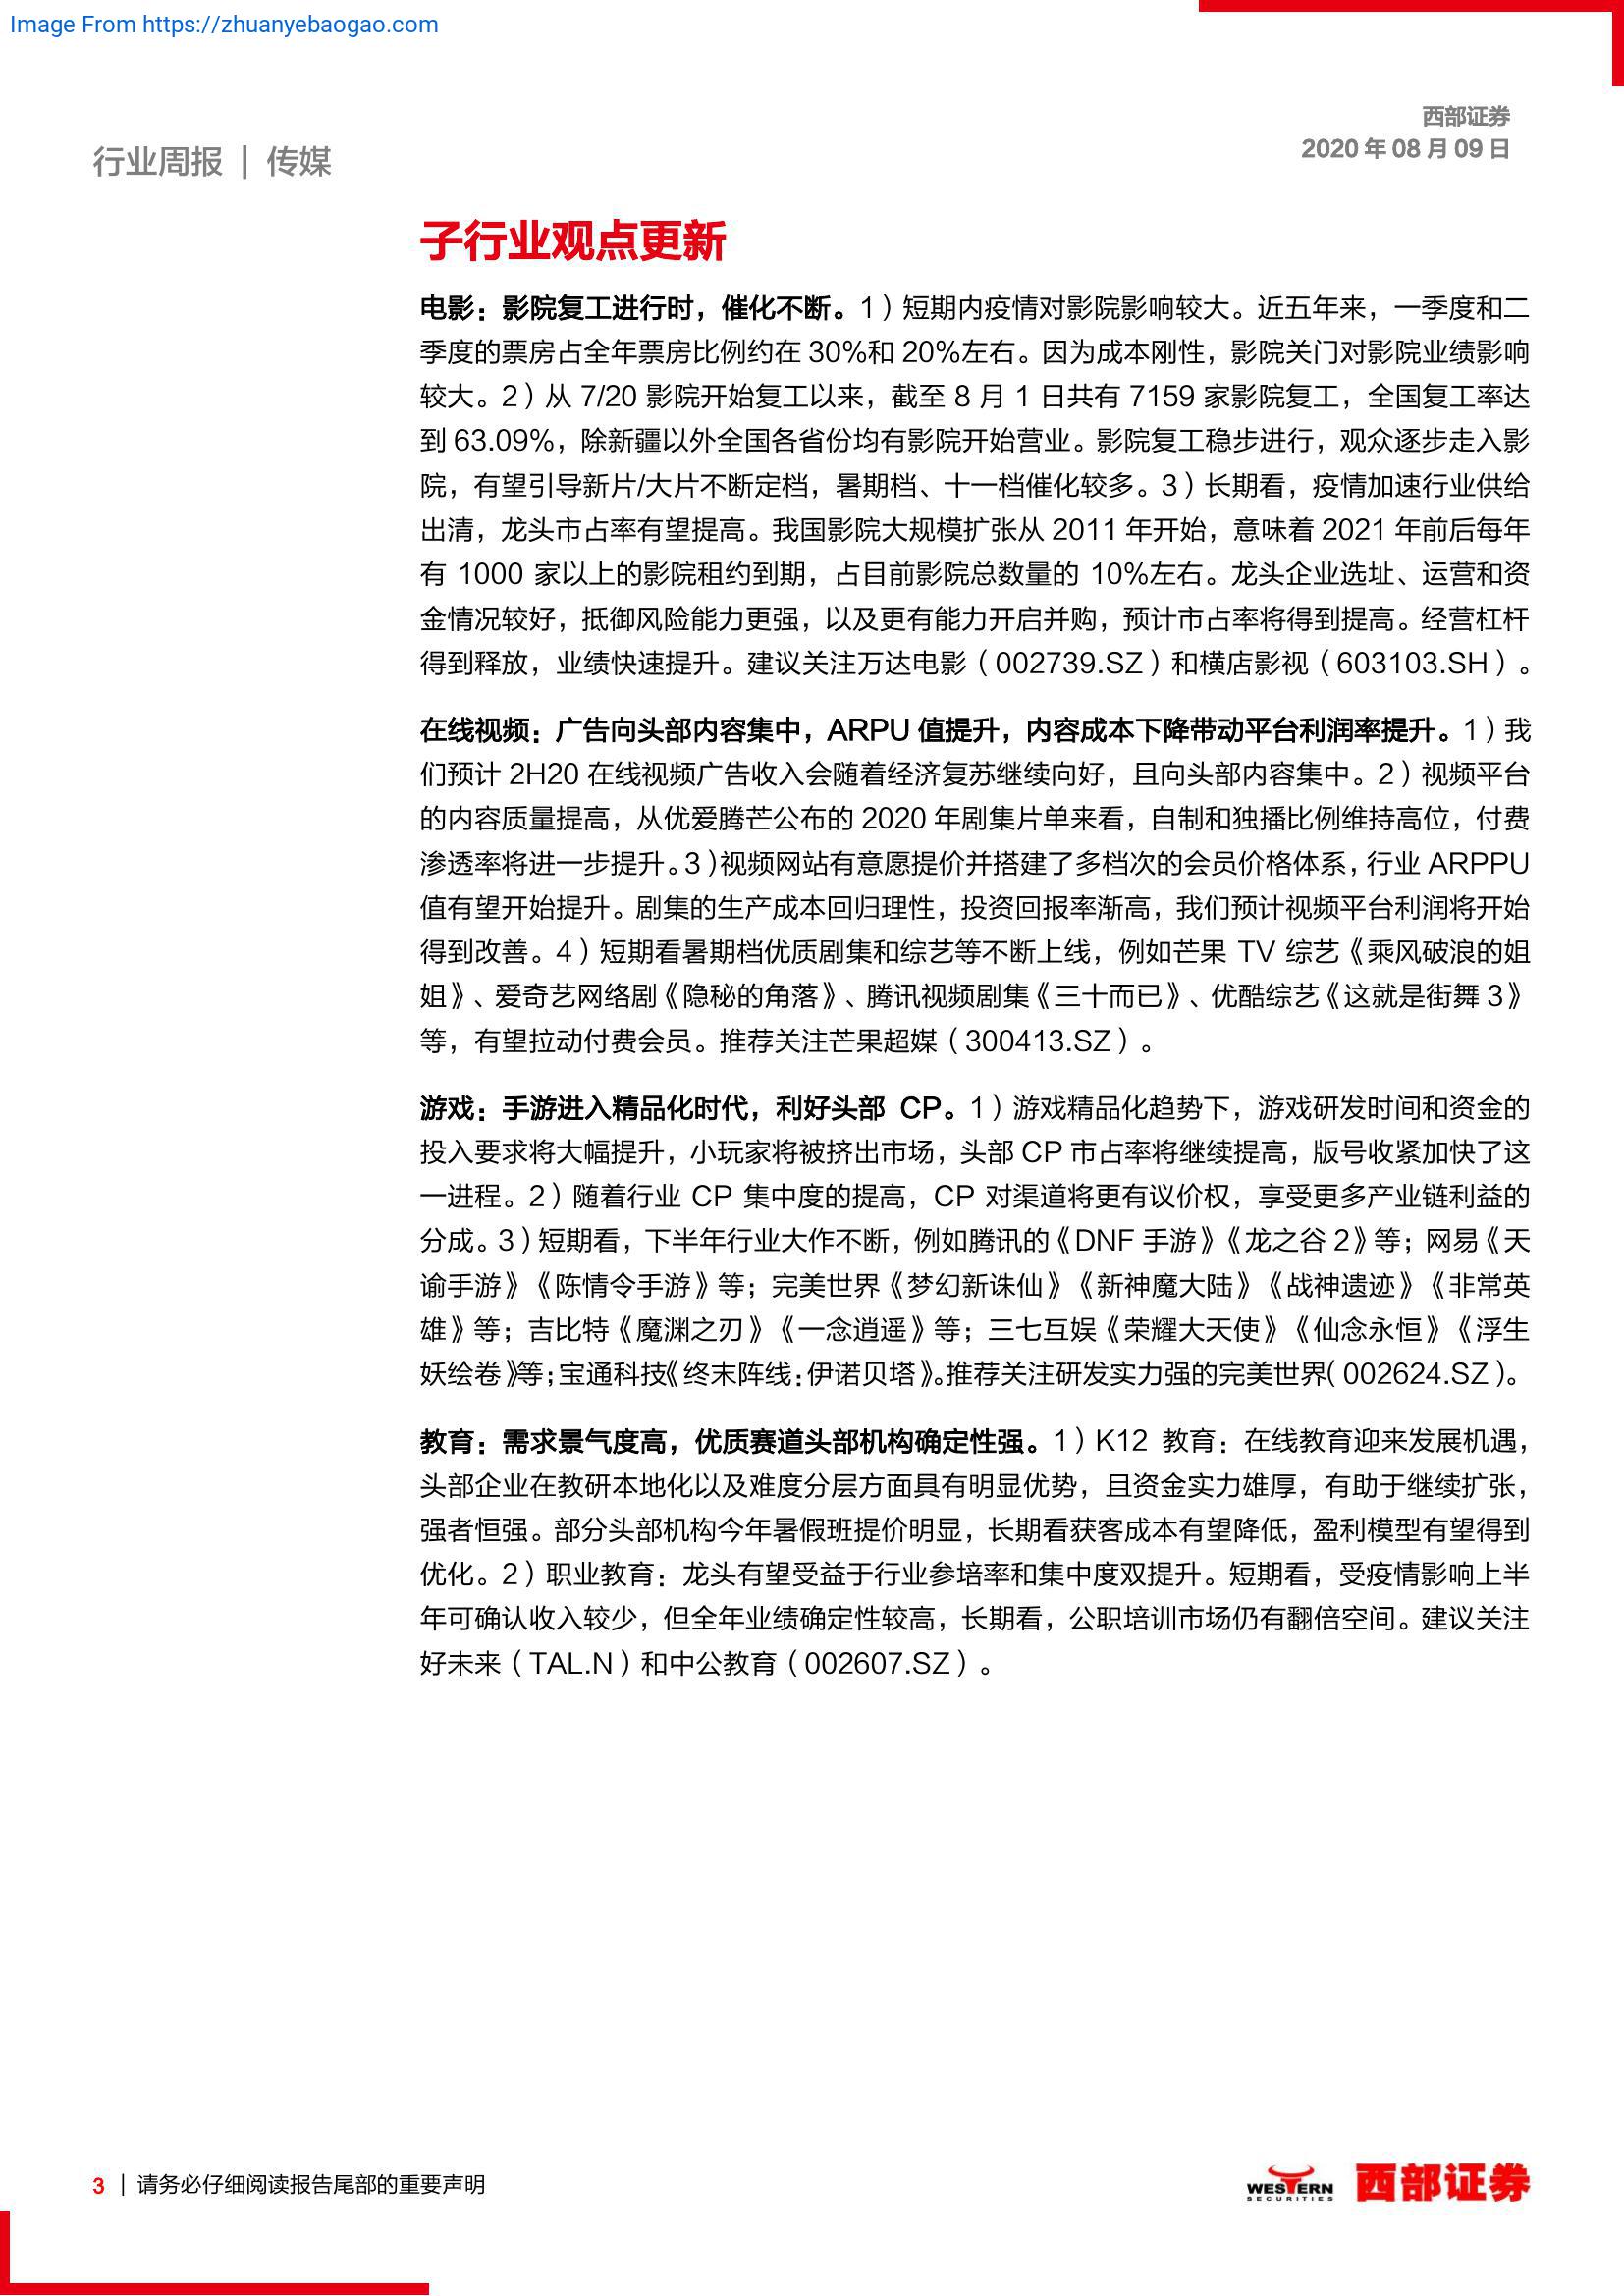 Image From https://zhuanyebaogao.com
西部证券
2020 年 08 月 09 日
行业周报 | 传媒
子行业观点更新
电影：影院复工进行时，催化不断。1）短期内疫情对影院影响较大。近五年来，一季度和二
季度的票房占全年票房比例约在 30%和 20%左右。因为成本刚性，影院关门对影院业绩影响
较大。2）从 7/20 影院开始复工以来，截至 8 月 1 日共有 7159 家影院复工，全国复工率达
到 63.09%，除新疆以外全国各省份均有影院开始营业。影院复工稳步进行，观众逐步走入影
院，有望引导新片/大片不断定档，暑期档、十一档催化较多。3）长期看，疫情加速行业供给
出清，龙头市占率有望提高。我国影院大规模扩张从 2011 年开始，意味着 2021 年前后每年
有 1000 家以上的影院租约到期，占目前影院总数量的 10%左右。龙头企业选址、运营和资
金情况较好，抵御风险能力更强，以及更有能力开启并购，预计市占率将得到提高。经营杠杆
得到释放，业绩快速提升。建议关注万达电影（002739.SZ）和横店影视（603103.SH）。
在线视频：广告向头部内容集中，ARPU 值提升，内容成本下降带动平台利润率提升。1）我
们预计 2H20 在线视频广告收入会随着经济复苏继续向好，且向头部内容集中。2）视频平台
的内容质量提高，从优爱腾芒公布的 2020 年剧集片单来看，自制和独播比例维持高位，付费
渗透率将进一步提升。3）视频网站有意愿提价并搭建了多档次的会员价格体系，行业 ARPPU
值有望开始提升。剧集的生产成本回归理性，投资回报率渐高，我们预计视频平台利润将开始
得到改善。4）短期看暑期档优质剧集和综艺等不断上线，例如芒果 TV 综艺《乘风破浪的姐
姐》、爱奇艺网络剧《隐秘的角落》、腾讯视频剧集《三十而已》、优酷综艺《这就是街舞 3》
等，有望拉动付费会员。推荐关注芒果超媒（300413.SZ）。
游戏：手游进入精品化时代，利好头部 CP。1）游戏精品化趋势下，游戏研发时间和资金的
投入要求将大幅提升，小玩家将被挤出市场，头部 CP 市占率将继续提高，版号收紧加快了这
一进程。2）随着行业 CP 集中度的提高，CP 对渠道将更有议价权，享受更多产业链利益的
分成。3）短期看，下半年行业大作不断，例如腾讯的《DNF 手游》《龙之谷 2》等；网易《天
谕手游》《陈情令手游》等；完美世界《梦幻新诛仙》《新神魔大陆》《战神遗迹》《非常英
雄》等；吉比特《魔渊之刃》《一念逍遥》等；三七互娱《荣耀大天使》《仙念永恒》《浮生
妖绘卷》等；宝通科技《终末阵线：伊诺贝塔》。推荐关注研发实力强的完美世界（002624.SZ）。
教育：需求景气度高，优质赛道头部机构确定性强。1）K12 教育：在线教育迎来发展机遇，
头部企业在教研本地化以及难度分层方面具有明显优势，且资金实力雄厚，有助于继续扩张，
强者恒强。部分头部机构今年暑假班提价明显，长期看获客成本有望降低，盈利模型有望得到
优化。2）职业教育：龙头有望受益于行业参培率和集中度双提升。短期看，受疫情影响上半
年可确认收入较少，但全年业绩确定性较高，长期看，公职培训市场仍有翻倍空间。建议关注
好未来（TAL.N）和中公教育（002607.SZ）。
3 | 请务必仔细阅读报告尾部的重要声明
WESTERN
SECURITIES
西部证券